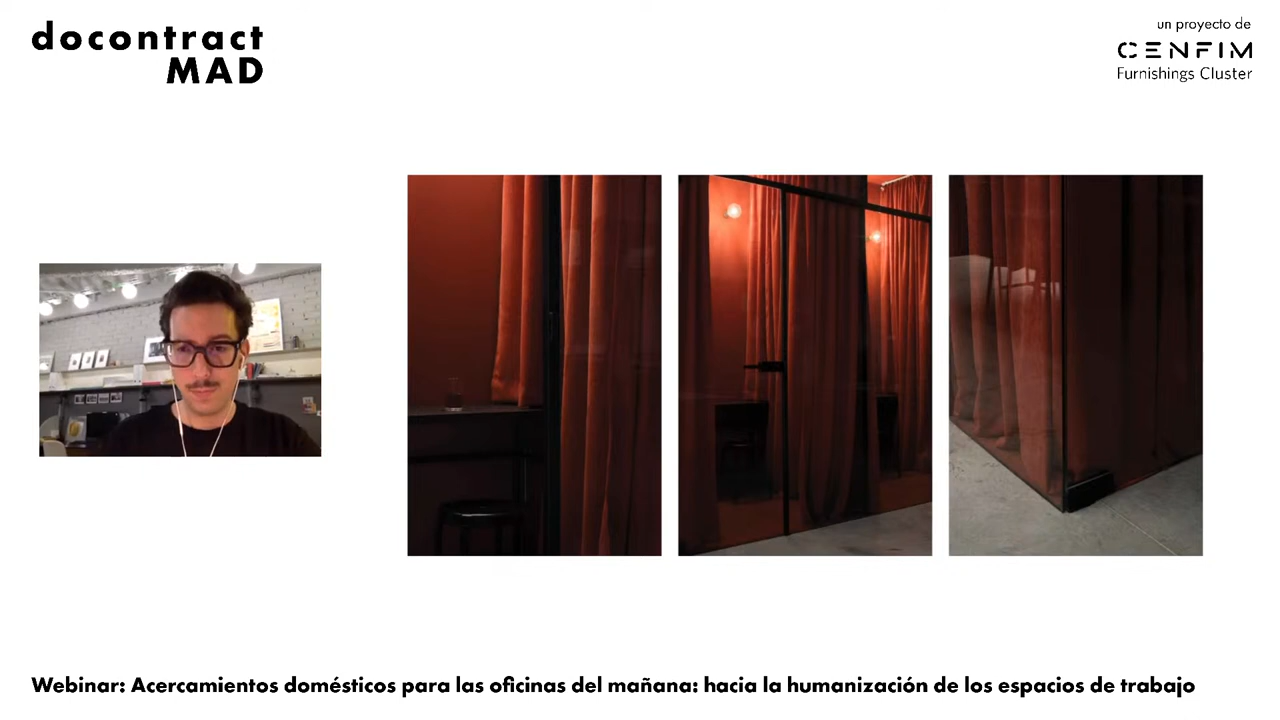 docontract
MAD
un proyecto de
CENFIM
Furnishings Cluster
Webinar: Acercamientos domésticos para las oficinas del mañana: hacia la humanización de los espacios de trabajo